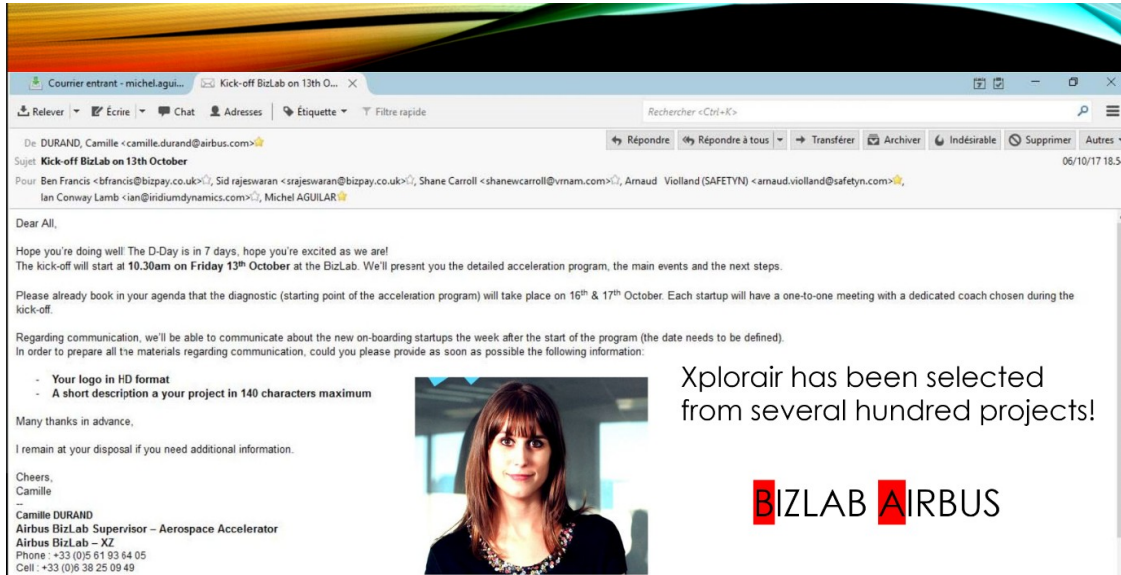 Courrier entrant - michel.agui...
Kick-off BizLab on 13th O...
Relever Écrire Chat Adresses Étiquette Filtre rapide Rechercher <Ctrl+K>
De DURAND, Camille <camille.durand@airbus.com> Répondre Répondre à tous Transférer Archiver Indésirable Supprimer Autres
Sujet Kick-off BizLab on 13th October 06/10/17 18.5
Pour Ben Francis <bfrancis@bizpay.co.uk>, Sid rajeswaran <srajeswaran@bizpay.co.uk>, Shane Carroll <shanewcarroll@vrnam.com>, Arnaud Violland (SAFETYN) <arnaud.violland@safetyn.com>,
Ian Conway Lamb <ian@iridiumdynamics.com>, Michel AGUILAR
Dear All,
Hope you're doing well! The D-Day is in 7 days, hope you're excited as we are!
The kick-off will start at 10.30am on Friday 13th October at the BizLab. We'll present you the detailed acceleration program, the main events and the next steps.
Please already book in your agenda that the diagnostic (starting point of the acceleration program) will take place on 16th & 17th October. Each startup will have a one-to-one meeting with a dedicated coach chosen during the
kick-off.
Regarding communication, we'll be able to communicate about the new on-boarding startups the week after the start of the program (the date needs to be defined).
In order to prepare all the materials regarding communication, could you please provide as soon as possible the following information:
- Your logo in HD format
- A short description a your project in 140 characters maximum
Many thanks in advance,
I remain at your disposal if you need additional information.
Cheers,
Camille
--
Camille DURAND
Airbus BizLab Supervisor – Aerospace Accelerator
Airbus BizLab – XZ
Phone : +33 (0)5 61 93 64 05
Cell : +33 (0)6 38 25 09 49
Xplorair has been selected
from several hundred projects!
BIZLAB AIRBUS